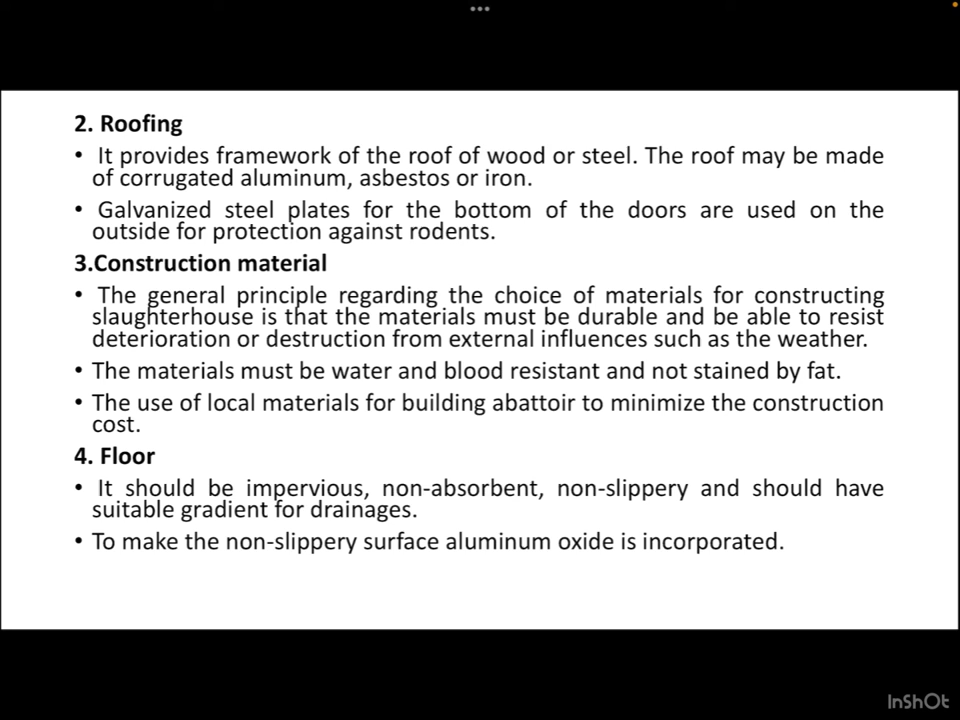 2. Roofing
• It provides framework of the roof of wood or steel. The roof may be made
of corrugated aluminum, asbestos or iron.
• Galvanized steel plates for the bottom of the doors are used on the
outside for protection against rodents.
3.Construction material
• The general principle regarding the choice of materials for constructing
slaughterhouse is that the materials must be durable and be able to resist
deterioration or destruction from external influences such as the weather.
• The materials must be water and blood resistant and not stained by fat.
• The use of local materials for building abattoir to minimize the construction
cost.
4. Floor
• It should be impervious, non-absorbent, non-slippery and should have
suitable gradient for drainages.
• To make the non-slippery surface aluminum oxide is incorporated.
InShOt